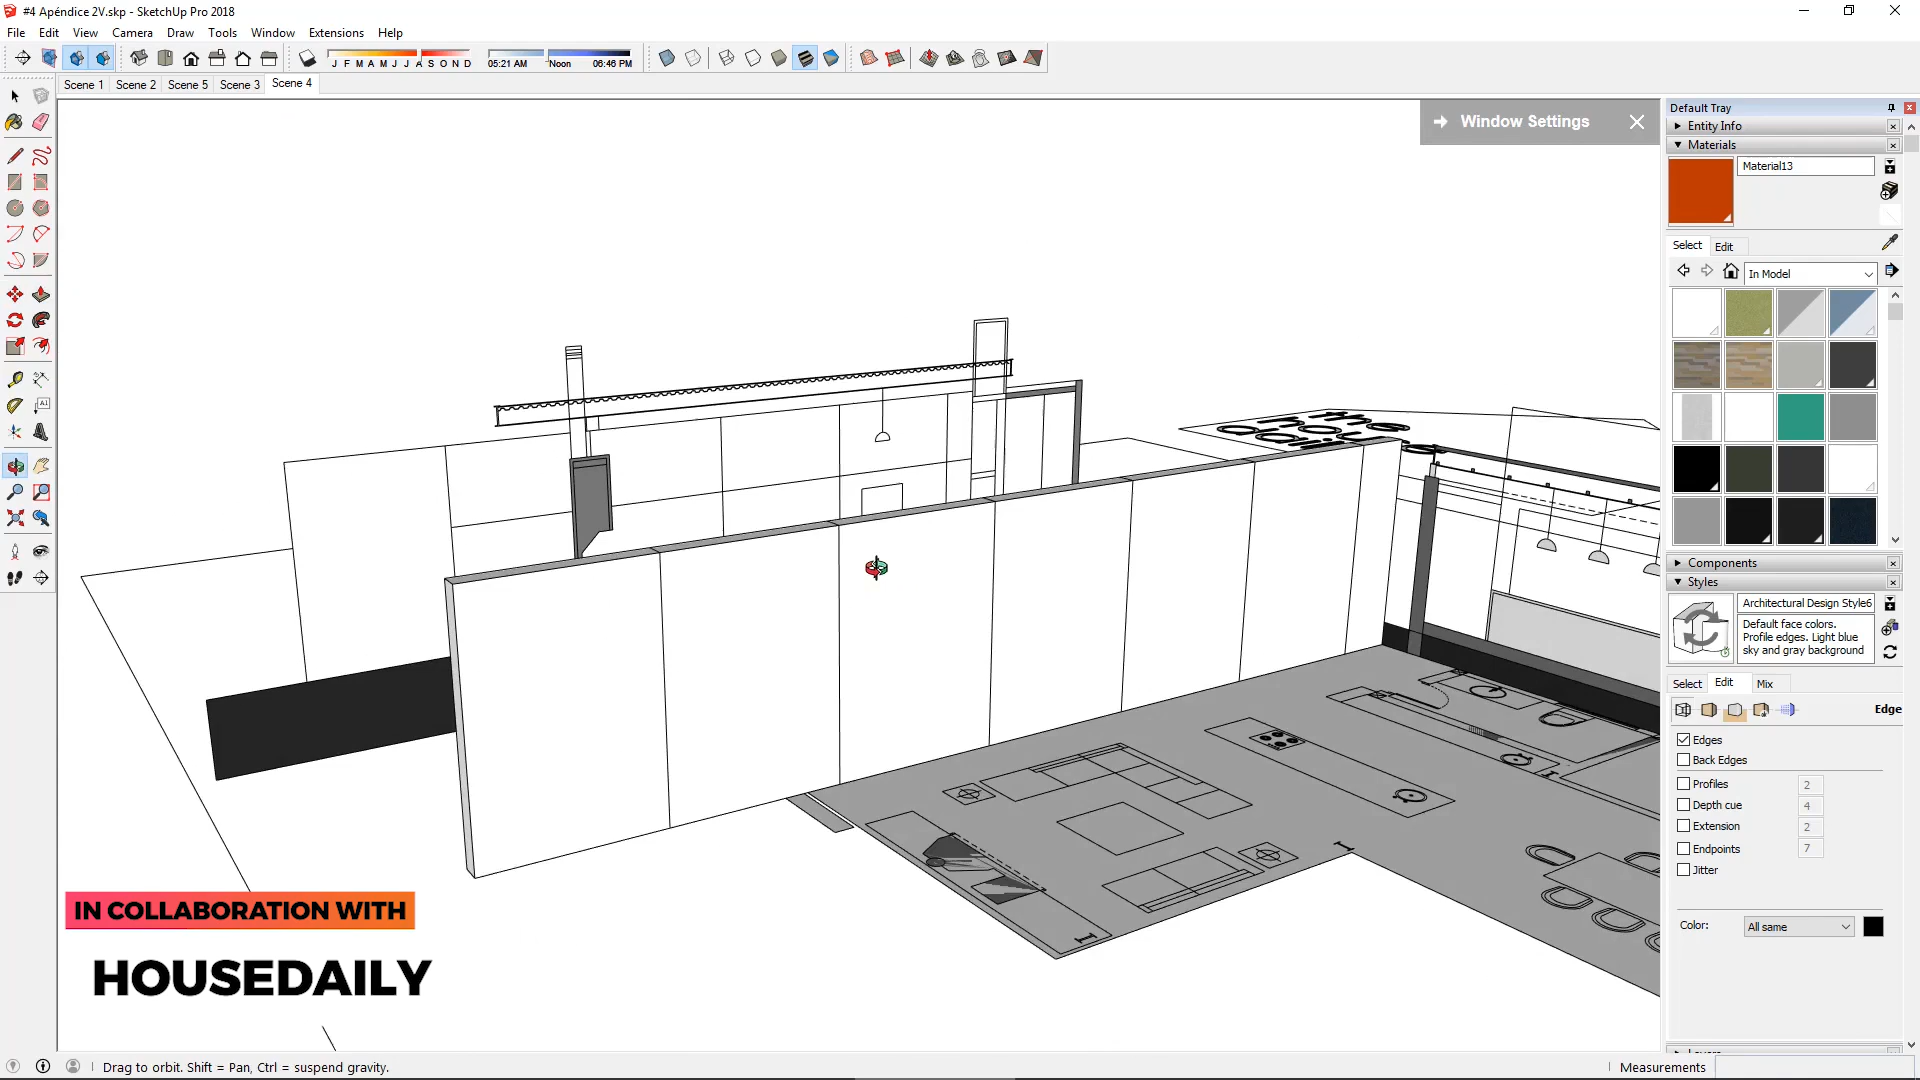 #4 Apéndice 2V.skp - SketchUp Pro 2018
File Edit View Camera Draw Tools Window Extensions Help
J F M A M J J A S O N D 05:21 AM Noon 06:46 PM
Scene 1 Scene 2 Scene 5 Scene 3 Scene 4
Window Settings
Default Tray
Entity Info
Materials
Material13
Select Edit
In Model
Components
Styles
Architectural Design Style6
Default face colors.
Profile edges. Light blue
sky and gray background
Select Edit Mix
Edge
Edges
Back Edges
Profiles 2
Depth cue 4
Extension 2
Endpoints 7
Jitter
Color: All same
IN COLLABORATION WITH
HOUSEDAILY
Drag to orbit. Shift = Pan, Ctrl = suspend gravity.
Measurements